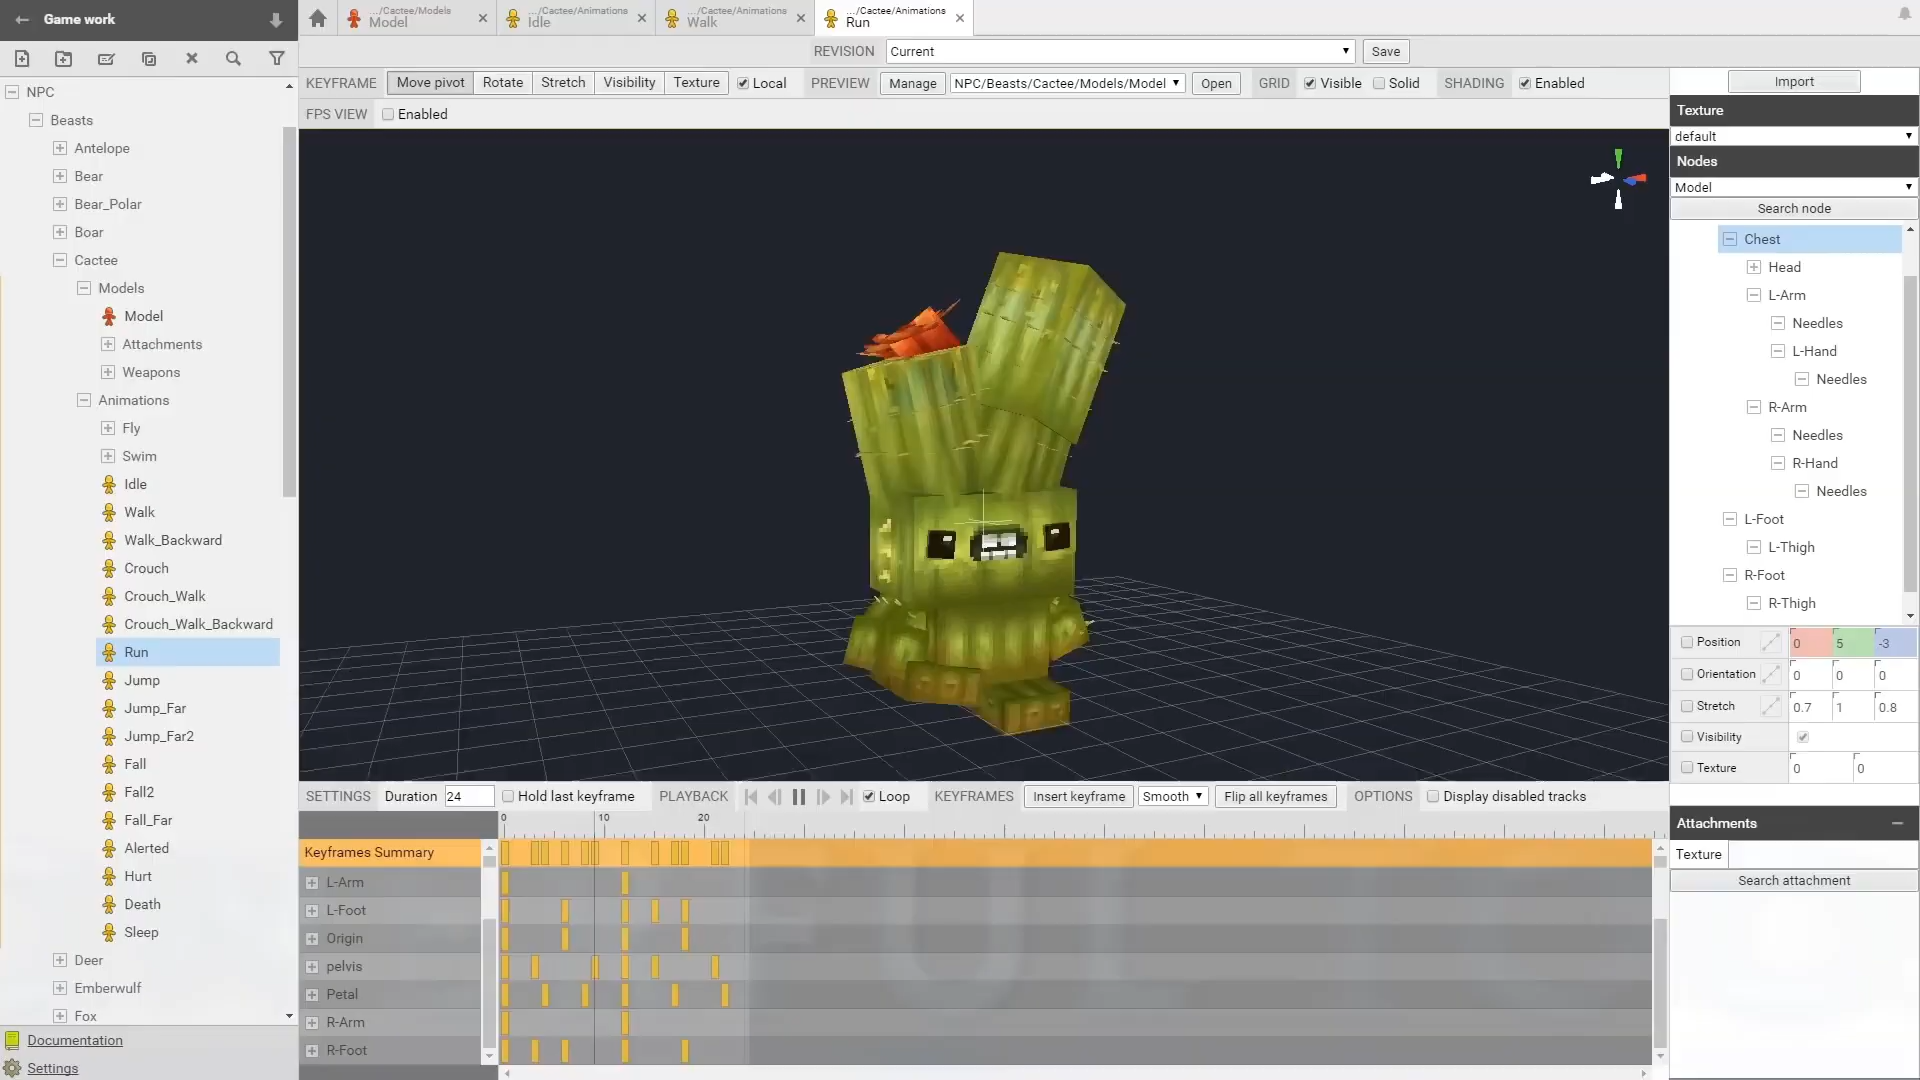 Game work
.../Cactee/Models
Model
.../Cactee/Animations
Idle
.../Cactee/Animations
Walk
.../Cactee/Animations
Run
REVISION Current Save
KEYFRAME Move pivot Rotate Stretch Visibility Texture Local PREVIEW Manage NPC/Beasts/Cactee/Models/Model Open GRID Visible Solid SHADING Enabled
FPS VIEW Enabled
NPC
Beasts
Antelope
Bear
Bear_Polar
Boar
Cactee
Models
Model
Attachments
Weapons
Animations
Fly
Swim
Idle
Walk
Walk_Backward
Crouch
Crouch_Walk
Crouch_Walk_Backward
Run
Jump
Jump_Far
Jump_Far2
Fall
Fall2
Fall_Far
Alerted
Hurt
Death
Sleep
Deer
Emberwulf
Fox
Documentation
Settings
Import
Texture
default
Nodes
Model
Search node
Chest
Head
L-Arm
Needles
L-Hand
Needles
R-Arm
Needles
R-Hand
Needles
L-Foot
L-Thigh
R-Foot
R-Thigh
Position 0 5 -3
Orientation 0 0 0
Stretch 0.7 1 0.8
Visibility
Texture 0 0
Attachments
Texture
Search attachment
SETTINGS Duration 24 Hold last keyframe PLAYBACK Loop KEYFRAMES Insert keyframe Smooth Flip all keyframes OPTIONS Display disabled tracks
0 10 20
Keyframes Summary
L-Arm
L-Foot
Origin
pelvis
Petal
R-Arm
R-Foot